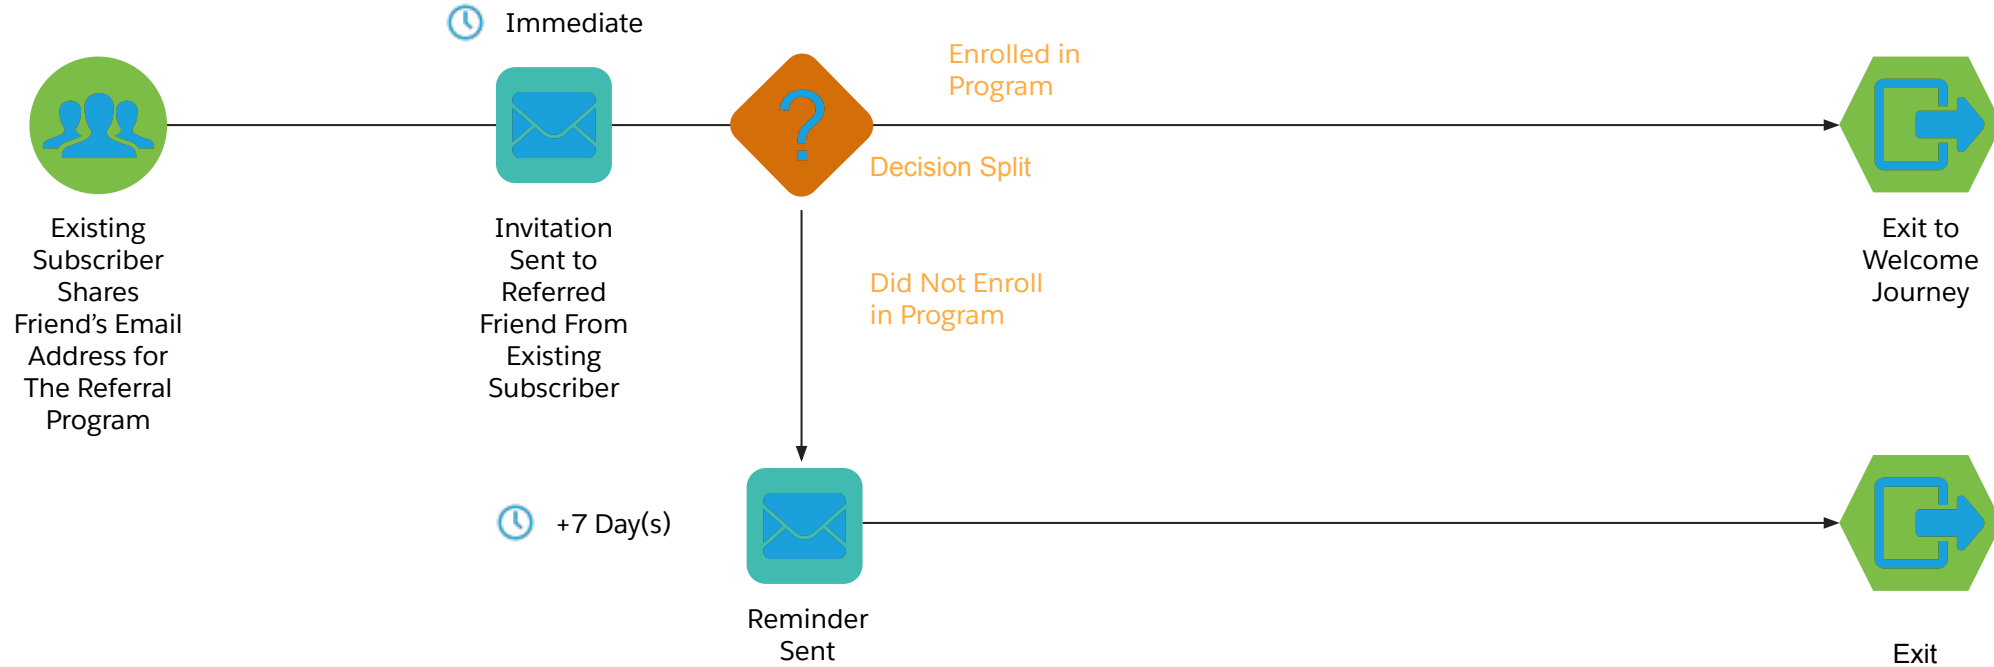 Immediate
Enrolled in
Program
Decision Split
Existing
Subscriber
Shares
Friend’s Email
Address for
The Referral
Program
Invitation
Sent to
Referred
Friend From
Existing
Subscriber
Exit to
Welcome
Journey
Did Not Enroll
in Program
+7 Day(s)
Reminder
Sent
Exit